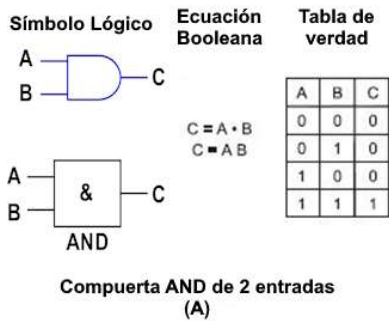 Símbolo Lógico
Ecuación
Booleana
Tabla de
verdad
A
B
C
C = A • B
C = A B
A B C
0 0 0
0 1 0
1 0 0
1 1 1
A
B
&
C
AND
Compuerta AND de 2 entradas
(A)